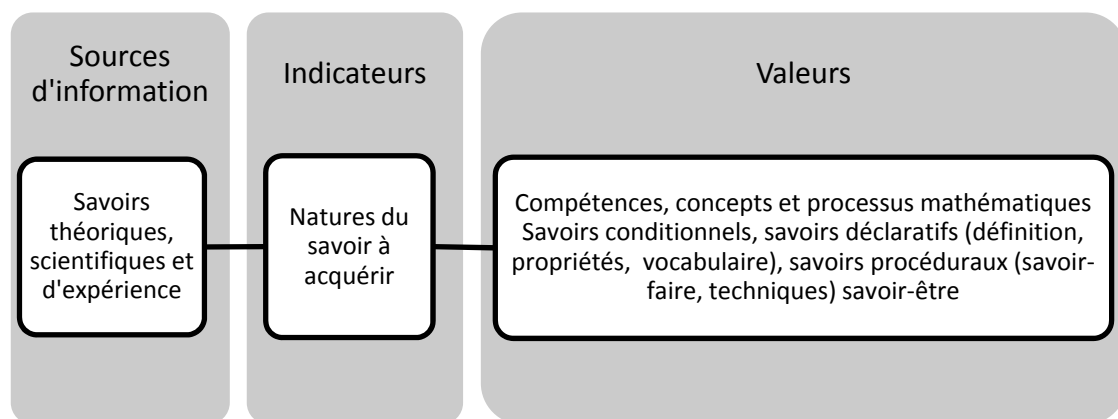 Sources
d'information
Indicateurs
Valeurs
Savoirs
théoriques,
scientifiques et
d'expérience
Natures du
savoir à
acquérir
Compétences, concepts et processus mathématiques
Savoirs conditionnels, savoirs déclaratifs (définition,
propriétés, vocabulaire), savoirs procéduraux (savoir-
faire, techniques) savoir-être